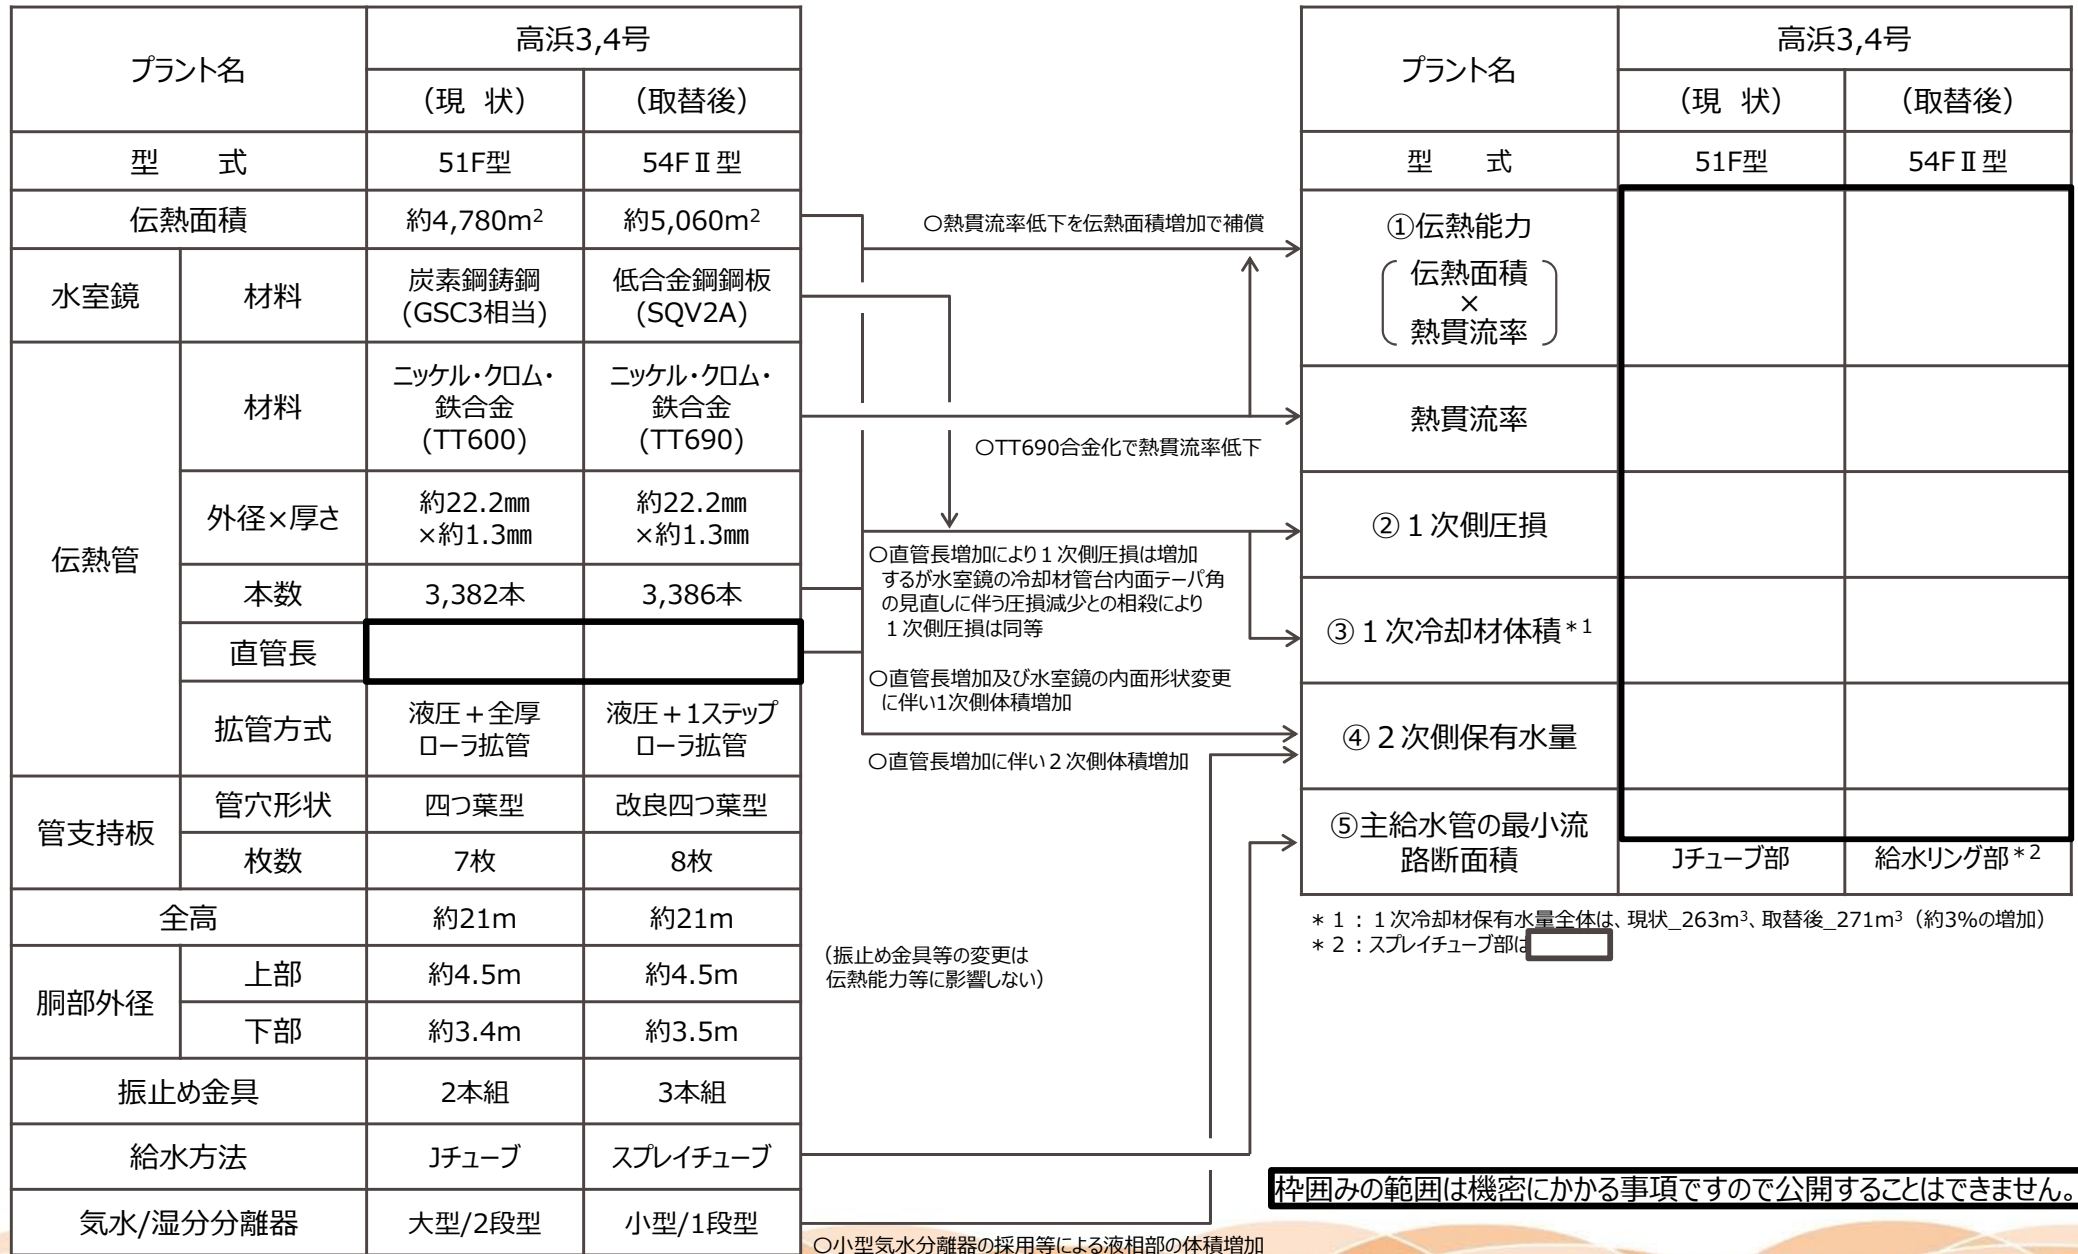 プラント名
高浜3,4号
(現 状)
(取替後)
型 式
51F型
54FⅡ型
伝熱面積
約4,780m²
約5,060m²
水室鏡
材料
炭素鋼鋳鋼
(GSC3相当)
低合金鋼鋼板
(SQV2A)
伝熱管
材料
ニッケル・クロム・
鉄合金
(TT600)
ニッケル・クロム・
鉄合金
(TT690)
外径×厚さ
約22.2㎜
×約1.3㎜
約22.2㎜
×約1.3㎜
本数
3,382本
3,386本
直管長
拡管方式
液圧+全厚
ローラ拡管
液圧+1ステップ
ローラ拡管
管支持板
管穴形状
四つ葉型
改良四つ葉型
枚数
7枚
8枚
全高
約21m
約21m
胴部外径
上部
約4.5m
約4.5m
下部
約3.4m
約3.5m
振止め金具
2本組
3本組
給水方法
Jチューブ
スプレイチューブ
気水/湿分分離器
大型/2段型
小型/1段型
○熱貫流率低下を伝熱面積増加で補償
○TT690合金化で熱貫流率低下
○直管長増加により1次側圧損は増加
するが水室鏡の冷却材管台内面テーパ角
の見直しに伴う圧損減少との相殺により
1次側圧損は同等
○直管長増加及び水室鏡の内面形状変更
に伴い1次側体積増加
○直管長増加に伴い2次側体積増加
(振止め金具等の変更は
伝熱能力等に影響しない)
○小型気水分離器の採用等による液相部の体積増加
プラント名
高浜3,4号
(現 状)
(取替後)
型 式
51F型
54FⅡ型
①伝熱能力
伝熱面積
×
熱貫流率
熱貫流率
②1次側圧損
③1次冷却材体積*1
④2次側保有水量
⑤主給水管の最小流
路断面積
Jチューブ部
給水リング部*2
*1:1次冷却材保有水量全体は、現状_263m³、取替後_271m³(約3%の増加)
*2:スプレイチューブ部は
枠囲みの範囲は機密にかかる事項ですので公開することはできません。